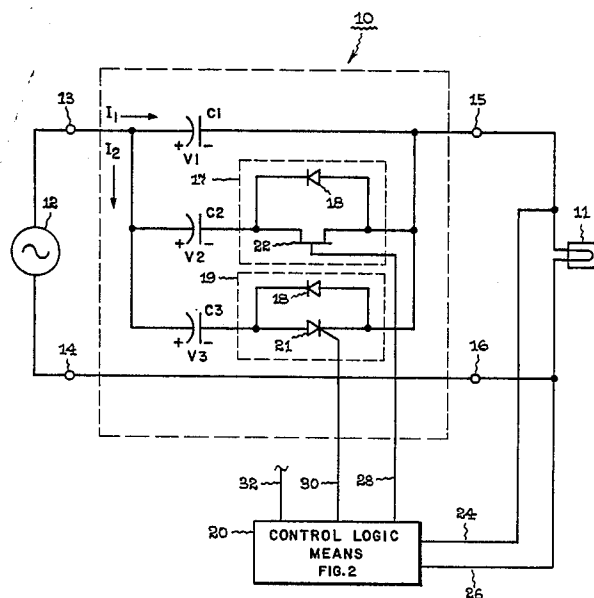 10
13
I1
C1
15
I2
+ V1 -
17
18
12
C2
11
22
+ V2 -
19
18
C3
21
+ V3 -
14
16
32
30
28
20
CONTROL LOGIC
MEANS
FIG.2
24
26